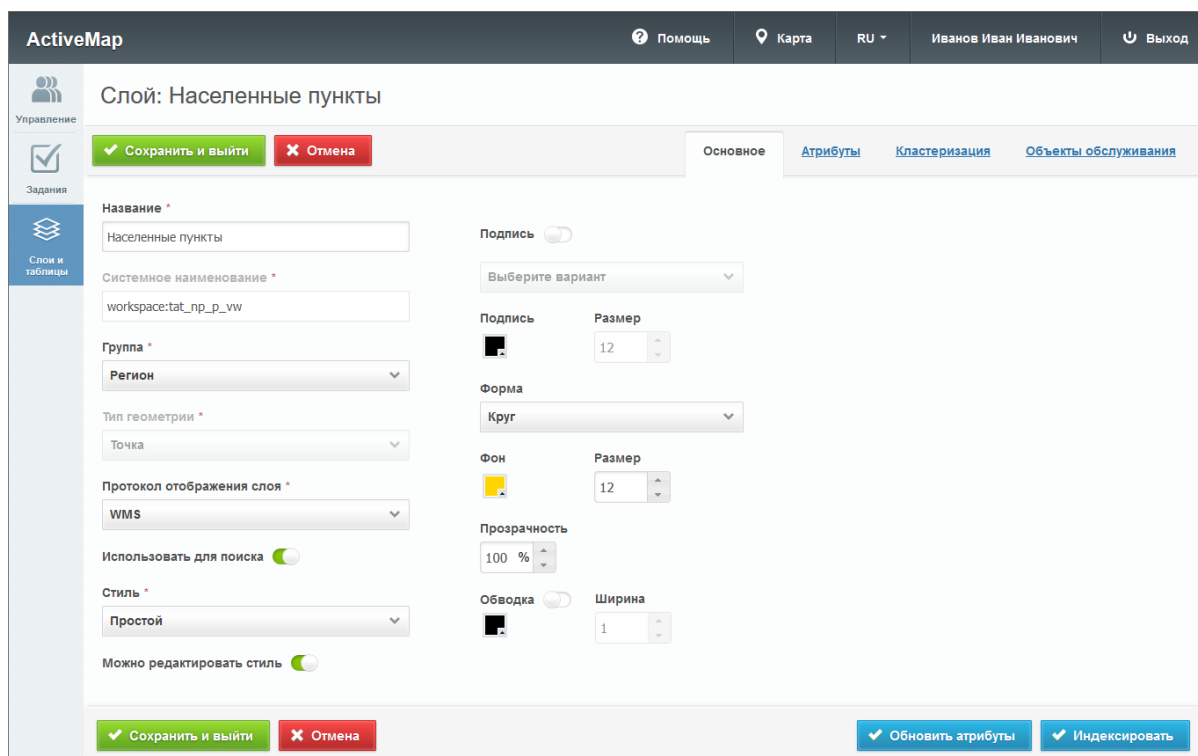 ActiveMap
Помощь
Карта
RU
Иванов Иван Иванович
Выход
Управление
Задания
Слои и
таблицы
Слой: Населенные пункты
Сохранить и выйти
Отмена
Основное
Атрибуты
Кластеризация
Объекты обслуживания
Название *
Населенные пункты
Системное наименование *
workspace:tat_np_p_vw
Группа *
Регион
Тип геометрии *
Точка
Протокол отображения слоя *
WMS
Использовать для поиска
Стиль *
Простой
Можно редактировать стиль
Подпись
Выберите вариант
Подпись
Размер
12
Форма
Круг
Фон
Размер
12
Прозрачность
100 %
Обводка
Ширина
1
Сохранить и выйти
Отмена
Обновить атрибуты
Индексировать